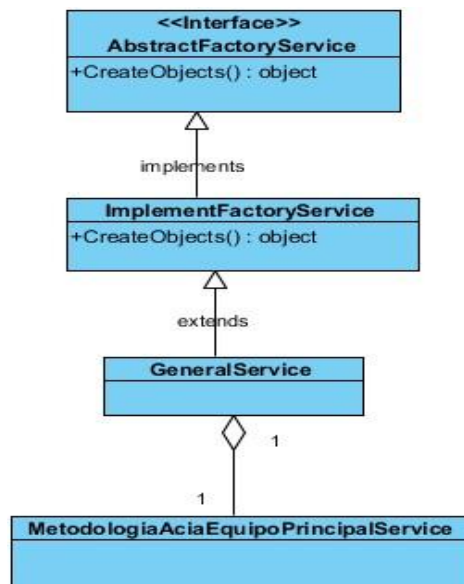 <<Interface>>
AbstractFactoryService
+CreateObjects() : object
implements
ImplementFactoryService
+CreateObjects() : object
extends
GeneralService
1
1
MetodologiaAciaEquipoPrincipalService